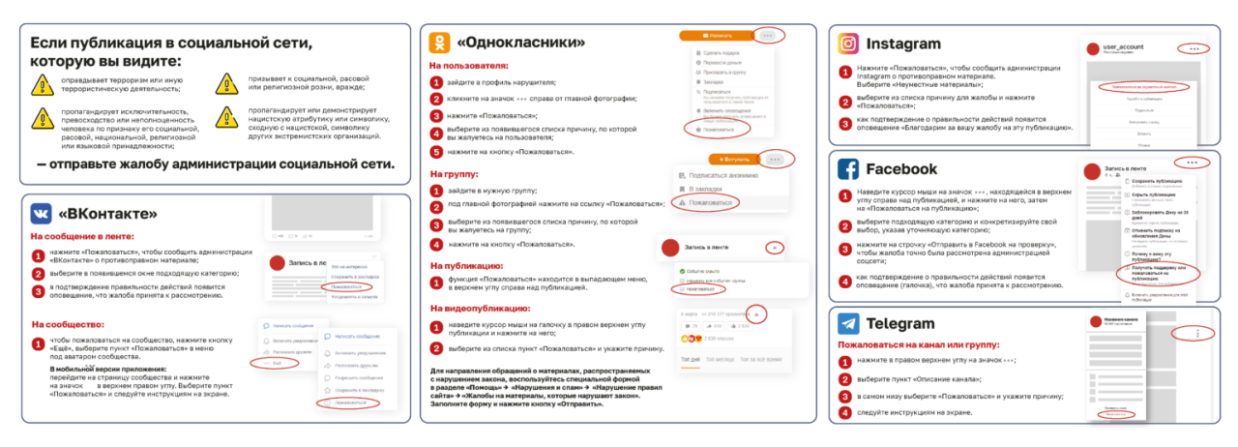 Если публикация в социальной сети,
которую вы видите:
оправдывает терроризм или иную
террористическую деятельность;
призывает к социальной, расовой
или религиозной розни, вражде;
пропагандирует исключительность,
превосходство или неполноценность
человека по признаку его социальной,
расовой, национальной, религиозной
или языковой принадлежности;
пропагандирует или демонстрирует
нацистскую атрибутику или символику,
сходную с нацистской, символику
других экстремистских организаций.
— отправьте жалобу администрации социальной сети.
«ВКонтакте»
На сообщение в ленте:
1 нажмите «Пожаловаться», чтобы сообщить администрации
«ВКонтакте» о противоправном материале;
2 выберите в появившемся окне подходящую категорию;
3 в подтверждение правильности действий появится
оповещение, что жалоба принята к рассмотрению.
Запись в ле
На сообщество:
1 чтобы пожаловаться на сообщество, нажмите кнопку
«Ещё», выберите пункт «Пожаловаться» в меню
под аватаром сообщества.
В мобильной версии приложения:
перейдите на страницу сообщества и нажмите
на значок в верхнем правом углу. Выберите пункт
«Пожаловаться» и следуйте инструкциям на экране.
«Однокласники»
На пользователя:
1 зайдите в профиль нарушителя;
2 кликните на значок ••• справа от главной фотографии;
3 нажмите «Пожаловаться»;
4 выберите из появившегося списка причину, по которой
вы жалуетесь на пользователя;
5 нажмите на кнопку «Пожаловаться».
На группу:
1 зайдите в нужную группу;
2 под главной фотографией нажмите на ссылку «Пожаловаться»;
3 выберите из появившегося списка причину, по которой
вы жалуетесь на группу;
4 нажмите на кнопку «Пожаловаться».
Подписаться анонимно
В закладки
Пожаловаться
На публикацию:
1 функция «Пожаловаться» находится в выпадающем меню,
в верхнем углу справа над публикацией.
Запись в ленте
На видеопубликацию:
1 наведите курсор мыши на галочку в правом верхнем углу
публикации и нажмите на него;
2 выберите из списка пункт «Пожаловаться» и укажите причину.
Топ дня Топ месяца Топ за всё время
Для направления обращений о материалах, распространяемых
с нарушением закона, воспользуйтесь специальной формой
в разделе «Помощь» → «Нарушения и спам» → «Нарушение правил
сайта» → «Жалобы на материалы, которые нарушают закон».
Заполните форму и нажмите кнопку «Отправить».
Instagram
1 Нажмите «Пожаловаться», чтобы сообщить администрации
Instagram о противоправном материале.
Выберите «Неуместные материалы»;
2 выберите из списка причину для жалобы и нажмите
«Пожаловаться»;
3 как подтверждение о правильности действий появится
оповещение «Благодарим за вашу жалобу на эту публикацию».
user_account
Facebook
1 Наведите курсор мыши на значок •••, находящейся в верхнем
углу справа над публикацией, и нажмите на него, затем
на «Пожаловаться на публикацию»;
2 выберите подходящую категорию и конкретизируйте свой
выбор, указав уточняющую категорию;
3 нажмите на строчку «Отправить в Facebook на проверку»,
чтобы жалоба точно была рассмотрена администрацией
соцсети;
4 как подтверждение о правильности действий появится
оповещение (галочка), что жалоба принята к рассмотрению.
Запись в ленте
Telegram
Пожаловаться на канал или группу:
1 нажмите в правом верхнем углу на значок •••;
2 выберите пункт «Описание канала»;
3 в самом низу выберите «Пожаловаться» и укажите причину;
4 следуйте инструкциям на экране.